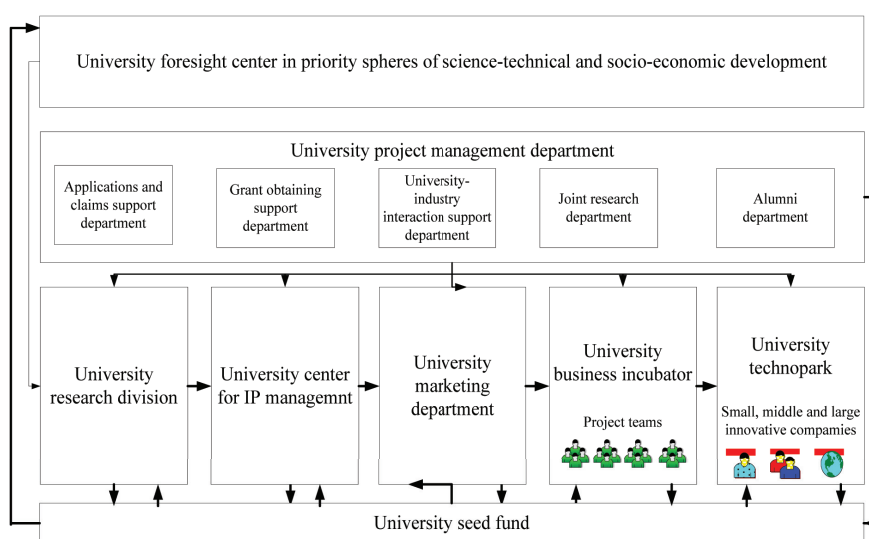 University foresight center in priority spheres of science-technical and socio-economic development
University project management department
Applications and
claims support
department
Grant obtaining
support
department
University-
industry
interaction support
department
Joint research
department
Alumni
department
University
research division
University center
for IP managemnt
University
marketing
department
University
business incubator
Project teams
University
technopark
Small, middle and large
innovative companies
University seed fund